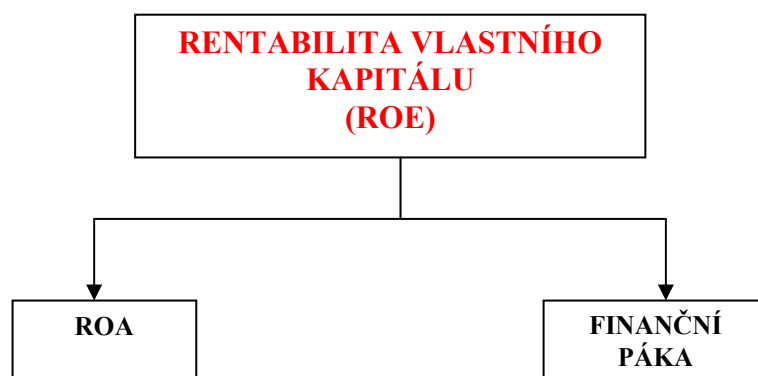 RENTABILITA VLASTNÍHO
KAPITÁLU
(ROE)
ROA
FINANČNÍ
PÁKA